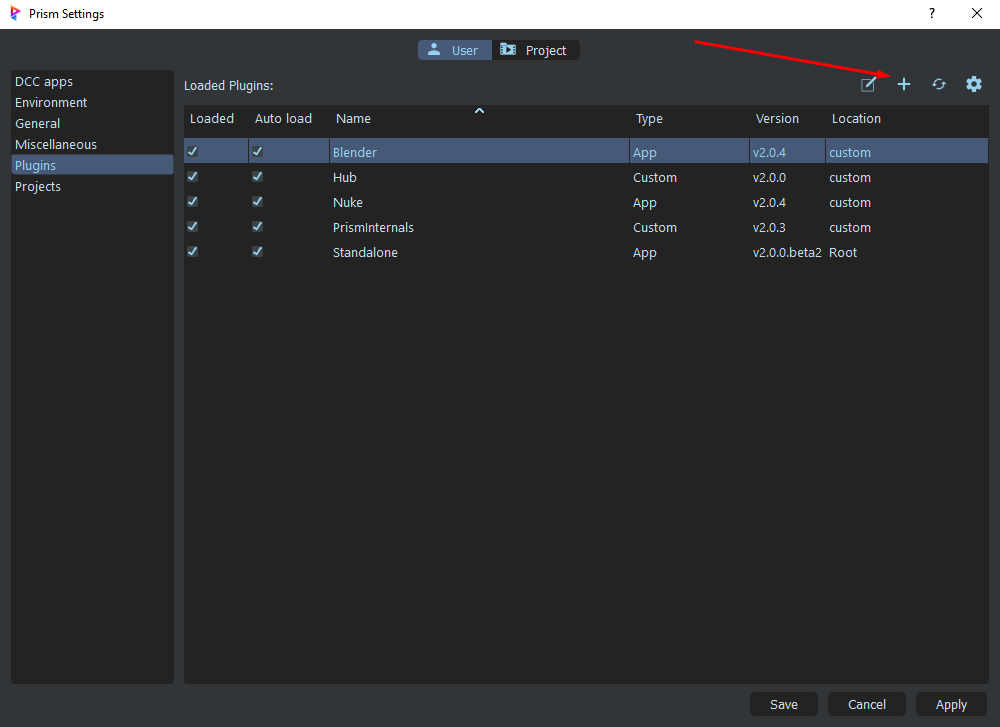 Prism Settings ?
User Project
DCC apps
Environment
General
Miscellaneous
Plugins
Projects
Loaded Plugins:
Loaded Auto load Name Type Version Location
Blender App v2.0.4 custom
Hub Custom v2.0.0 custom
Nuke App v2.0.4 custom
PrismInternals Custom v2.0.3 custom
Standalone App v2.0.0.beta2 Root
Save Cancel Apply